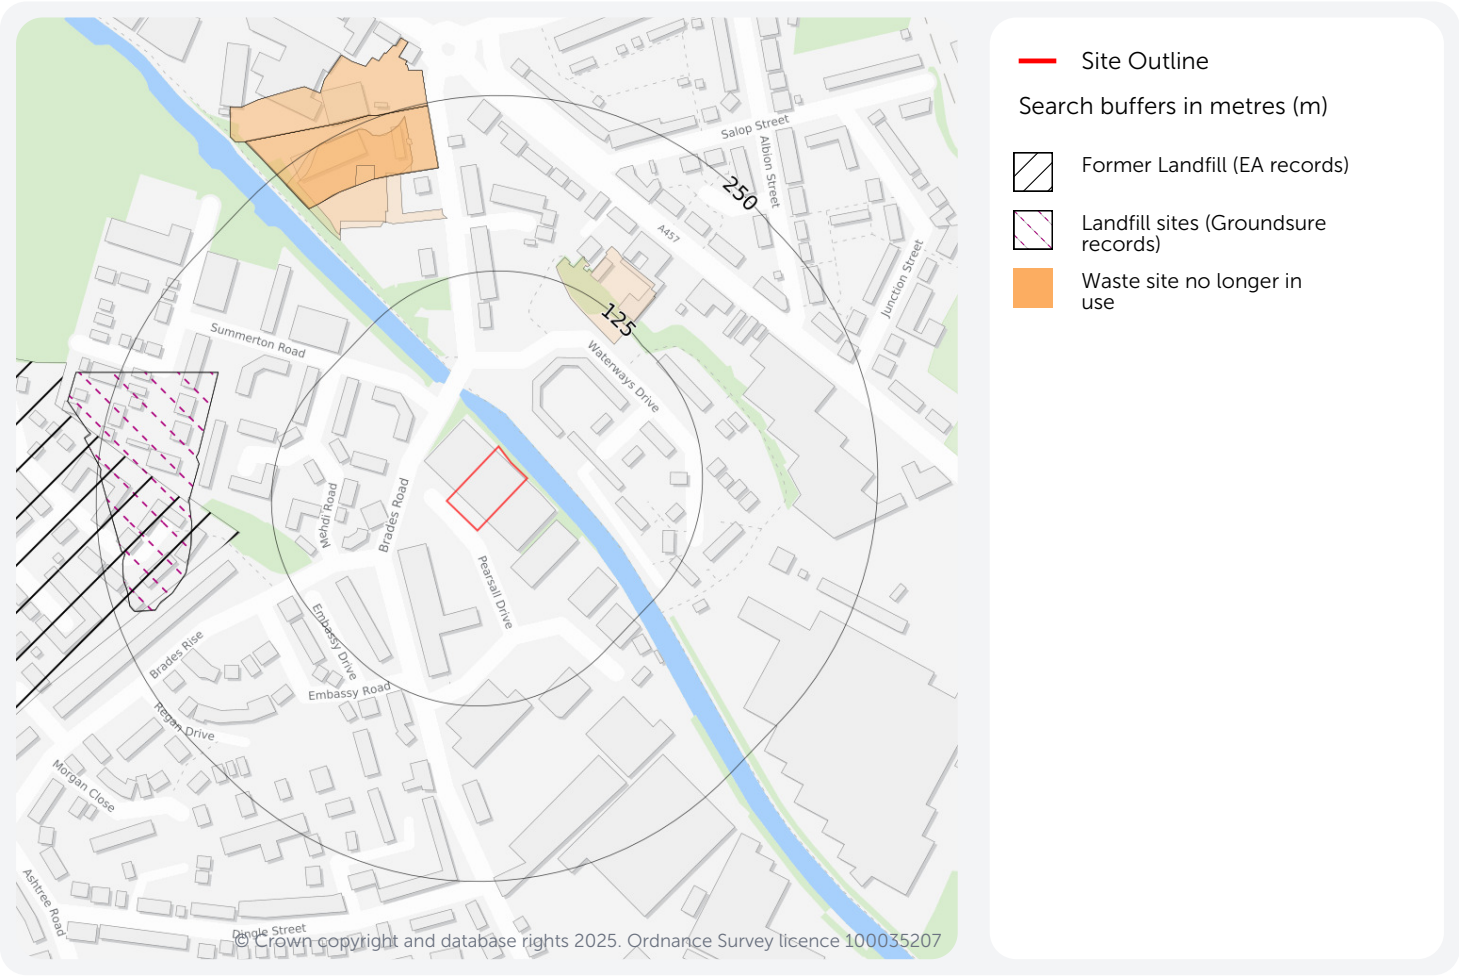 Salop Street
Albion Street
250
A457
Junction Street
125
Summerton Road
Waterways Drive
Mehdi Road
Brades Road
Pearsall Drive
Embassy Drive
Brades Rise
Embassy Road
Regan Drive
Morgan Close
Ashtree Road
Dingle Street
© Crown copyright and database rights 2025. Ordnance Survey licence 100035207
Site Outline
Search buffers in metres (m)
Former Landfill (EA records)
Landfill sites (Groundsure
records)
Waste site no longer in
use